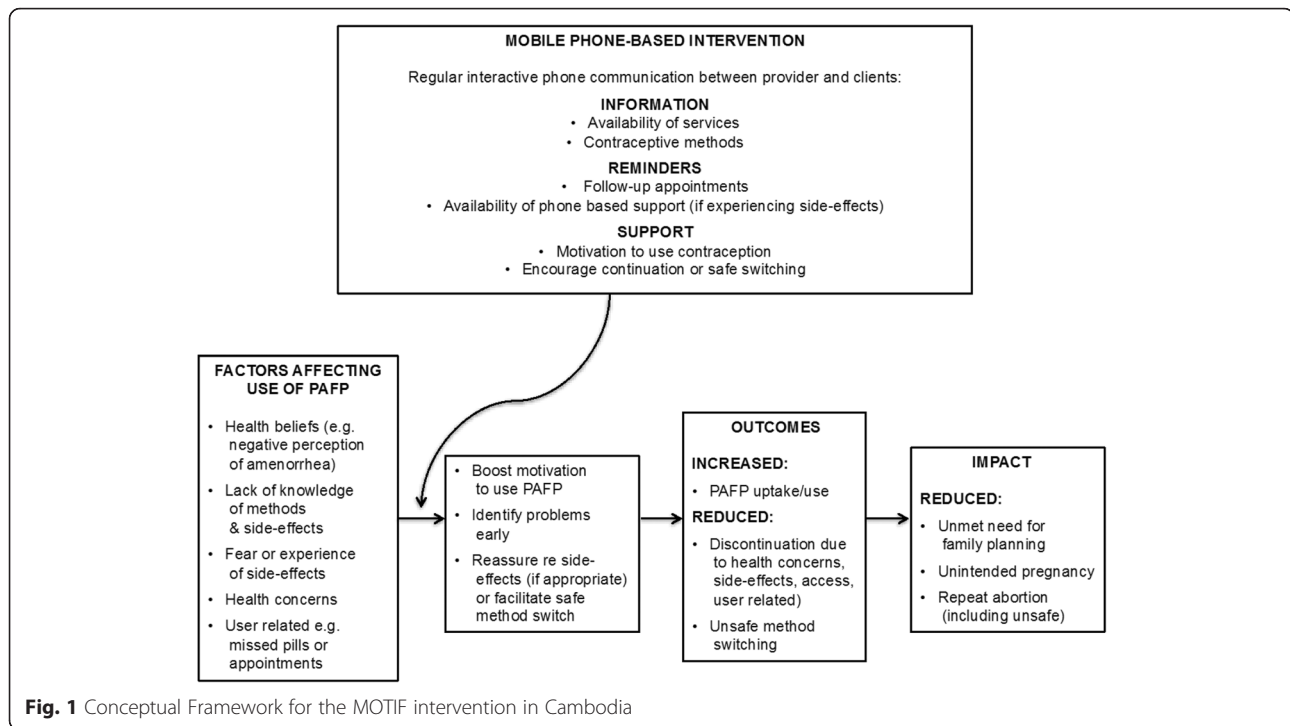 MOBILE PHONE-BASED INTERVENTION
Regular interactive phone communication between provider and clients:
INFORMATION
• Availability of services
• Contraceptive methods
REMINDERS
• Follow-up appointments
• Availability of phone based support (if experiencing side-effects)
SUPPORT
• Motivation to use contraception
• Encourage continuation or safe switching
FACTORS AFFECTING
USE OF PAFP
• Health beliefs (e.g.
negative perception
of amenorrhea)
• Lack of knowledge
of methods
& side-effects
• Fear or experience
of side-effects
• Health concerns
• User related e.g.
missed pills or
appointments
• Boost motivation
to use PAFP
• Identify problems
early
• Reassure re side-
effects (if appropriate)
or facilitate safe
method switch
OUTCOMES
INCREASED:
• PAFP uptake/use
REDUCED:
• Discontinuation due
to health concerns,
side-effects, access,
user related)
• Unsafe method
switching
IMPACT
REDUCED:
• Unmet need for
family planning
• Unintended pregnancy
• Repeat abortion
(including unsafe)
Fig. 1 Conceptual Framework for the MOTIF intervention in Cambodia